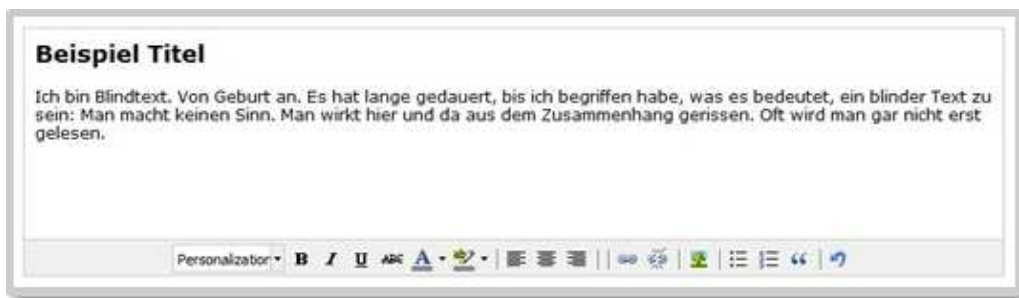 Beispiel Titel
Ich bin Blindtext. Von Geburt an. Es hat lange gedauert, bis ich begriffen habe, was es bedeutet, ein blinder Text zu
sein: Man macht keinen Sinn. Man wirkt hier und da aus dem Zusammenhang gerissen. Oft wird man gar nicht erst
gelesen.
Personalization B I U ABC A